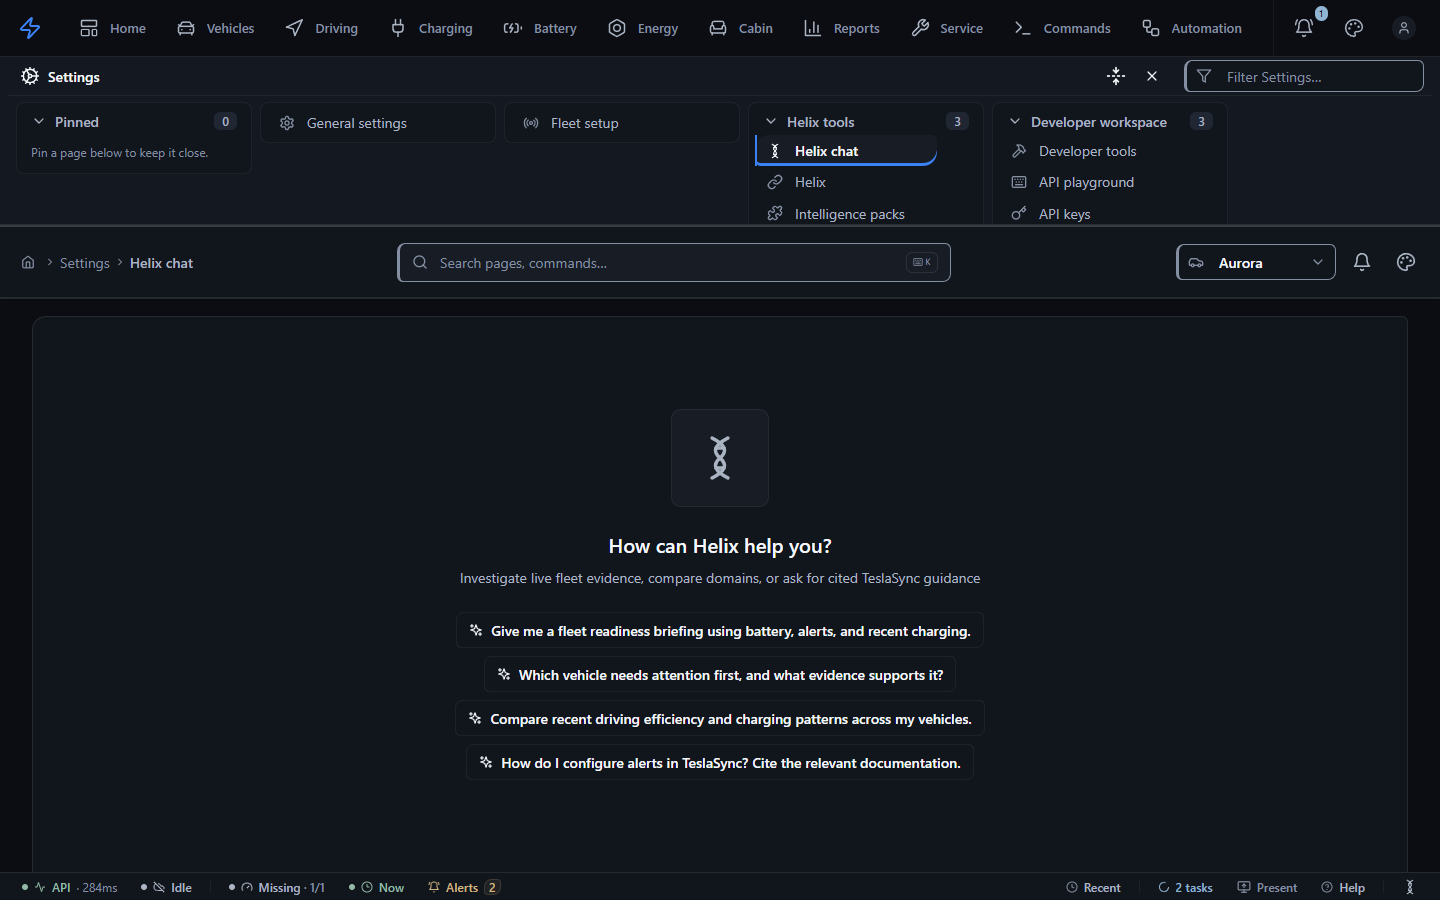 Home
Vehicles
Driving
Charging
Battery
Energy
Cabin
Reports
Service
Commands
Automation
1
Settings
Filter Settings...
Pinned
0
Pin a page below to keep it close.
General settings
Fleet setup
Helix tools
3
Helix chat
Helix
Intelligence packs
Developer workspace
3
Developer tools
API playground
API keys
Settings
Helix chat
Search pages, commands...
K
Aurora
How can Helix help you?
Investigate live fleet evidence, compare domains, or ask for cited TeslaSync guidance
Give me a fleet readiness briefing using battery, alerts, and recent charging.
Which vehicle needs attention first, and what evidence supports it?
Compare recent driving efficiency and charging patterns across my vehicles.
How do I configure alerts in TeslaSync? Cite the relevant documentation.
API · 284ms
Idle
Missing · 1/1
Now
Alerts 2
Recent
2 tasks
Present
Help